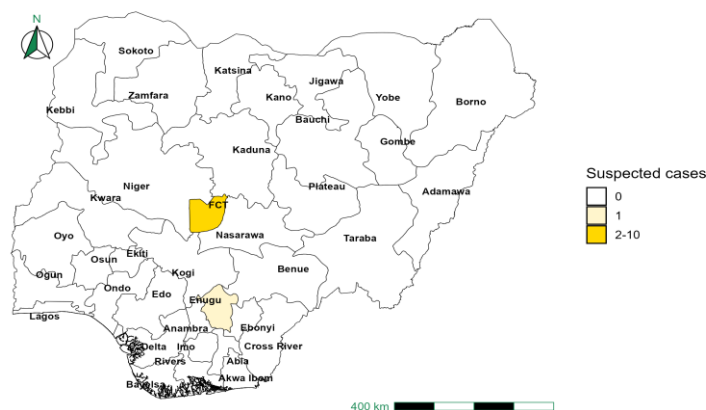 N
Sokoto
Katsina
Jigawa
Zamfara
Kano
Yobe
Borno
Kebbi
Bauchi
Gombe
Kaduna
Niger
Plateau
Adamawa
Kwara
FCT
Oyo
Nasarawa
Taraba
Osun
Ekiti
Kogi
Benue
Ogun
Ondo
Edo
Enugu
Lagos
Anambra
Ebonyi
Delta
Imo
Cross River
Rivers
Abia
Bayelsa
Akwa Ibom
Suspected cases
0
1
2-10
400 km